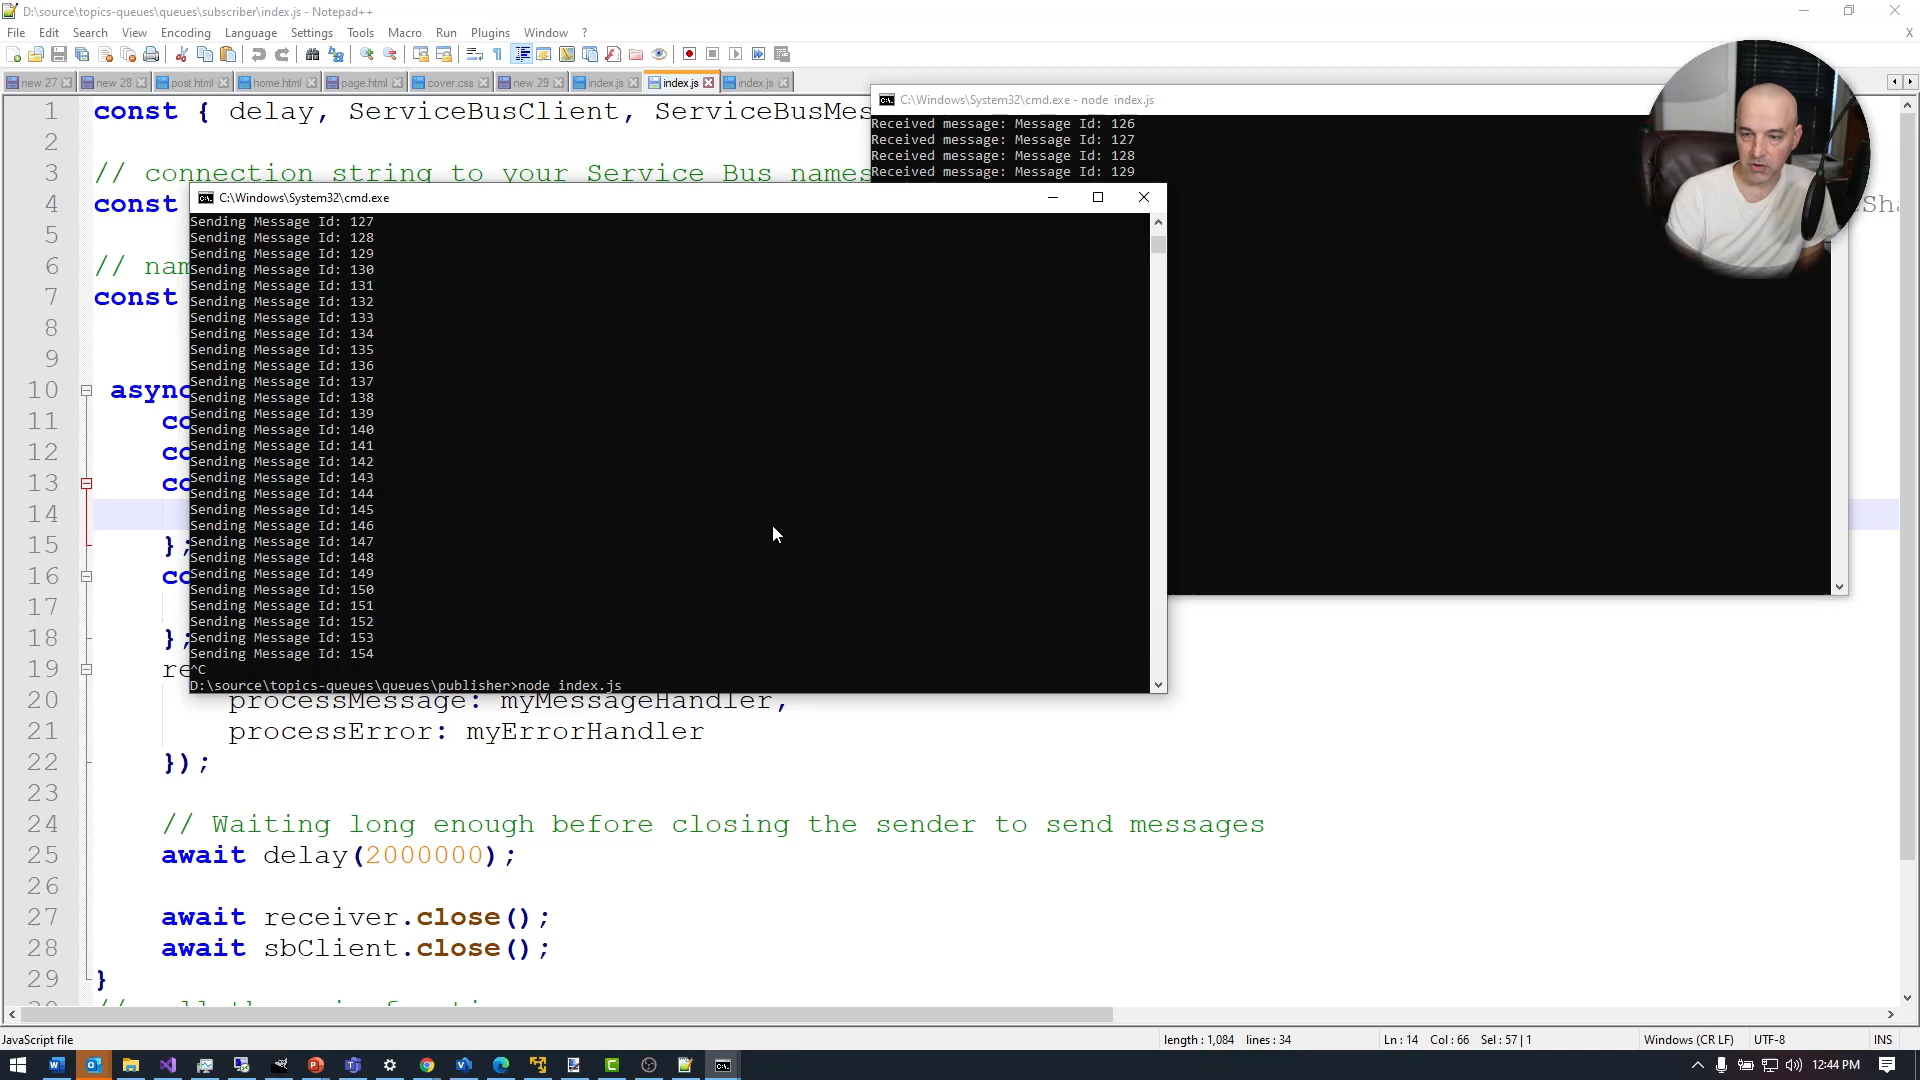 D:\source\topics-queues\queues\subscriber\index.js - Notepad++
File Edit Search View Encoding Language Settings Tools Macro Run Plugins Window ? X
new 27 new 28 post.html home.html page.html cover.css new 29 index.js index.js index.js
1 const { delay, ServiceBusClient, ServiceBusMes
2
3 // connection string to your Service Bus names
4 const
5
6 // nam
7 const
8
9
10 async
11 co
12 co
13 co
14
15 };
16 co
17
18 };
19 re
20 processMessage: myMessageHandler,
21 processError: myErrorHandler
22 });
23
24 // Waiting long enough before closing the sender to send messages
25 await delay(2000000);
26
27 await receiver.close();
28 await sbClient.close();
29 }
C:\Windows\System32\cmd.exe - node index.js
Received message: Message Id: 126
Received message: Message Id: 127
Received message: Message Id: 128
Received message: Message Id: 129
C:\Windows\System32\cmd.exe
Sending Message Id: 127
Sending Message Id: 128
Sending Message Id: 129
Sending Message Id: 130
Sending Message Id: 131
Sending Message Id: 132
Sending Message Id: 133
Sending Message Id: 134
Sending Message Id: 135
Sending Message Id: 136
Sending Message Id: 137
Sending Message Id: 138
Sending Message Id: 139
Sending Message Id: 140
Sending Message Id: 141
Sending Message Id: 142
Sending Message Id: 143
Sending Message Id: 144
Sending Message Id: 145
Sending Message Id: 146
Sending Message Id: 147
Sending Message Id: 148
Sending Message Id: 149
Sending Message Id: 150
Sending Message Id: 151
Sending Message Id: 152
Sending Message Id: 153
Sending Message Id: 154
^C
D:\source\topics-queues\queues\publisher>node index.js
JavaScript file length : 1,084 lines : 34 Ln : 14 Col : 66 Sel : 57 | 1 Windows (CR LF) UTF-8 INS
12:44 PM